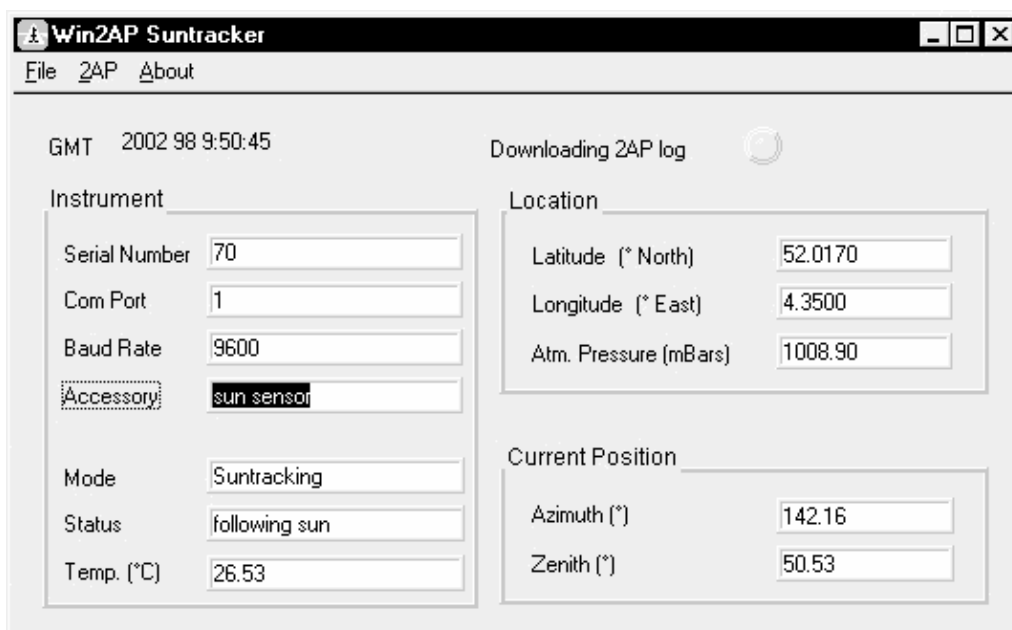 Win2AP Suntracker
File 2AP About
GMT 2002 98 9:50:45
Downloading 2AP log
Instrument
Serial Number 70
Com Port 1
Baud Rate 9600
Accessory sun sensor
Mode Suntracking
Status following sun
Temp. (°C) 26.53
Location
Latitude (° North) 52.0170
Longitude (° East) 4.3500
Atm. Pressure (mBars) 1008.90
Current Position
Azimuth (°) 142.16
Zenith (°) 50.53